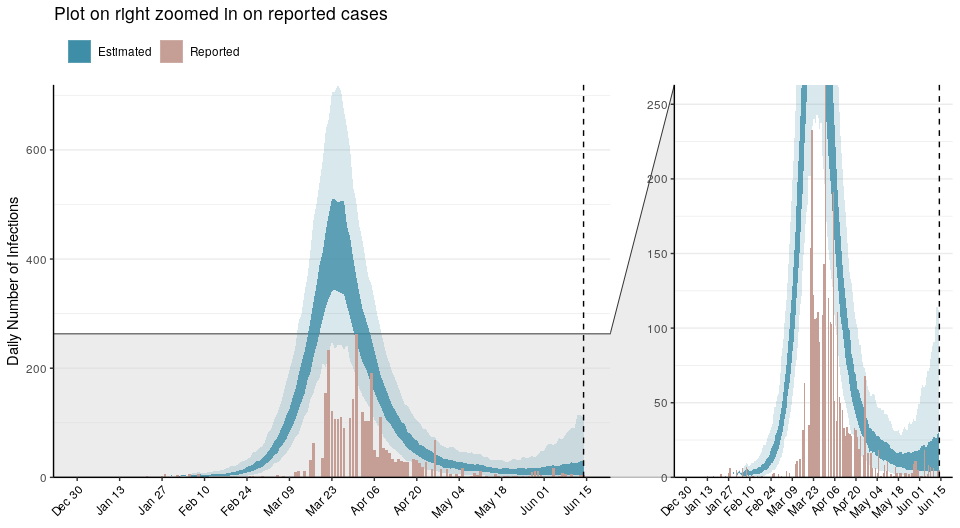 Plot on right zoomed in on reported cases
Estimated Reported
Daily Number of Infections
600
400
200
0
Dec 30 Jan 13 Jan 27 Feb 10 Feb 24 Mar 09 Mar 23 Apr 06 Apr 20 May 04 May 18 Jun 01 Jun 15
250
200
150
100
50
0
Dec 30 Jan 13 Jan 27 Feb 10 Feb 24 Mar 09 Mar 23 Apr 06 Apr 20 May 04 May 18 Jun 01 Jun 15